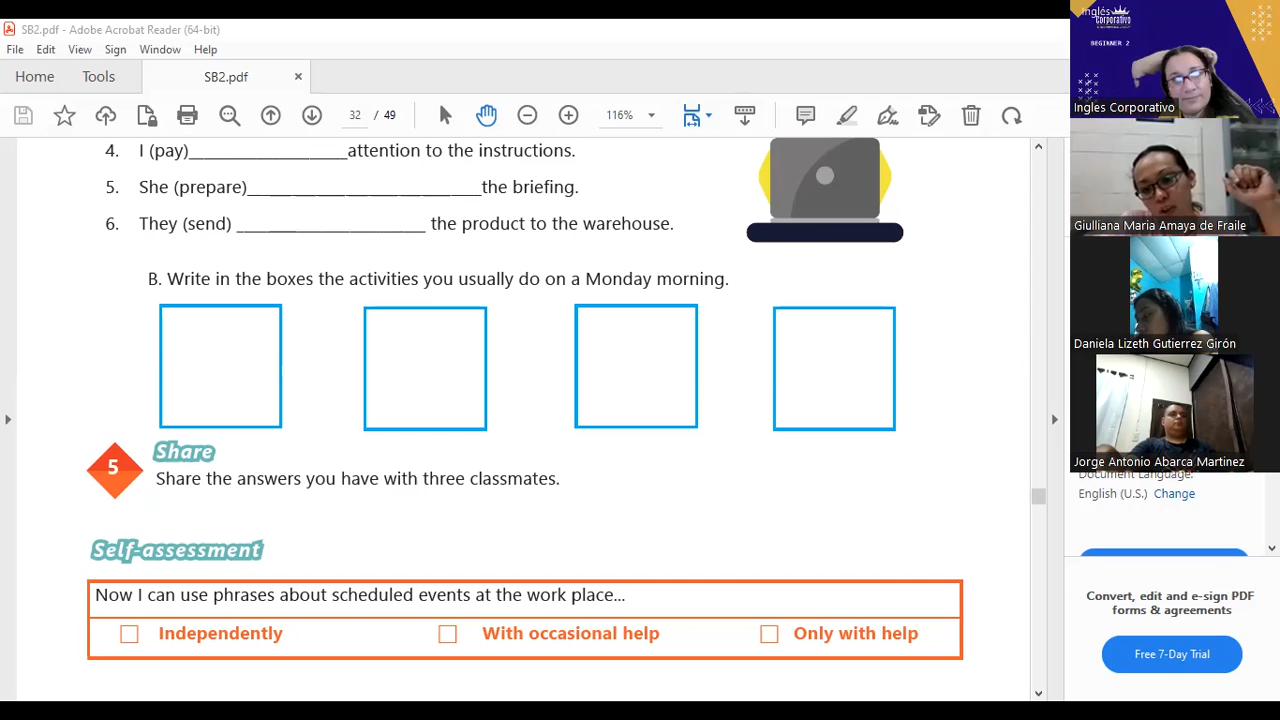 SB2.pdf - Adobe Acrobat Reader (64-bit)
File Edit View Sign Window Help
Home Tools SB2.pdf ×
32 / 49 116%
4. I (pay)_________________attention to the instructions.
5. She (prepare)_________________________the briefing.
6. They (send) ____________________ the product to the warehouse.
B. Write in the boxes the activities you usually do on a Monday morning.
5 Share
Share the answers you have with three classmates.
Self-assessment
Now I can use phrases about scheduled events at the work place...
Independently With occasional help Only with help
Inglés
Corporativo
BEGINNER 2
Ingles Corporativo
Giulliana Maria Amaya de Fraile
Daniela Lizeth Gutierrez Girón
Jorge Antonio Abarca Martinez
Document Language:
English (U.S.) Change
Convert, edit and e-sign PDF
forms & agreements
Free 7-Day Trial